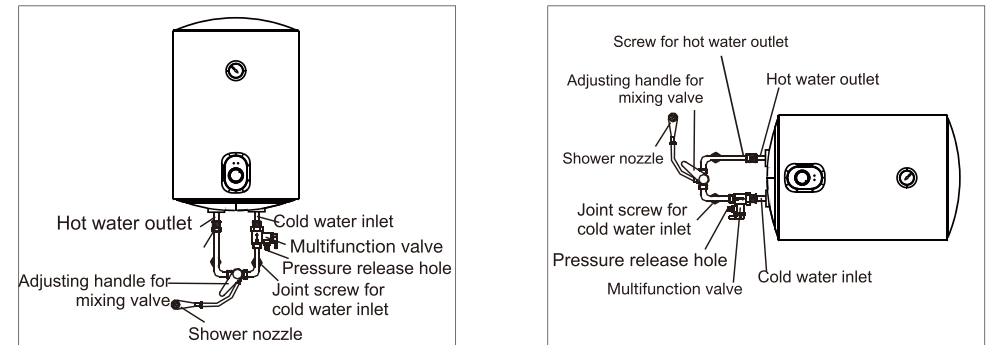 Hot water outlet
Cold water inlet
Multifunction valve
Pressure release hole
Adjusting handle for
mixing valve
Joint screw for
cold water inlet
Shower nozzle
Screw for hot water outlet
Adjusting handle for
mixing valve
Hot water outlet
Shower nozzle
Joint screw for
cold water inlet
Pressure release hole
Multifunction valve
Cold water inlet